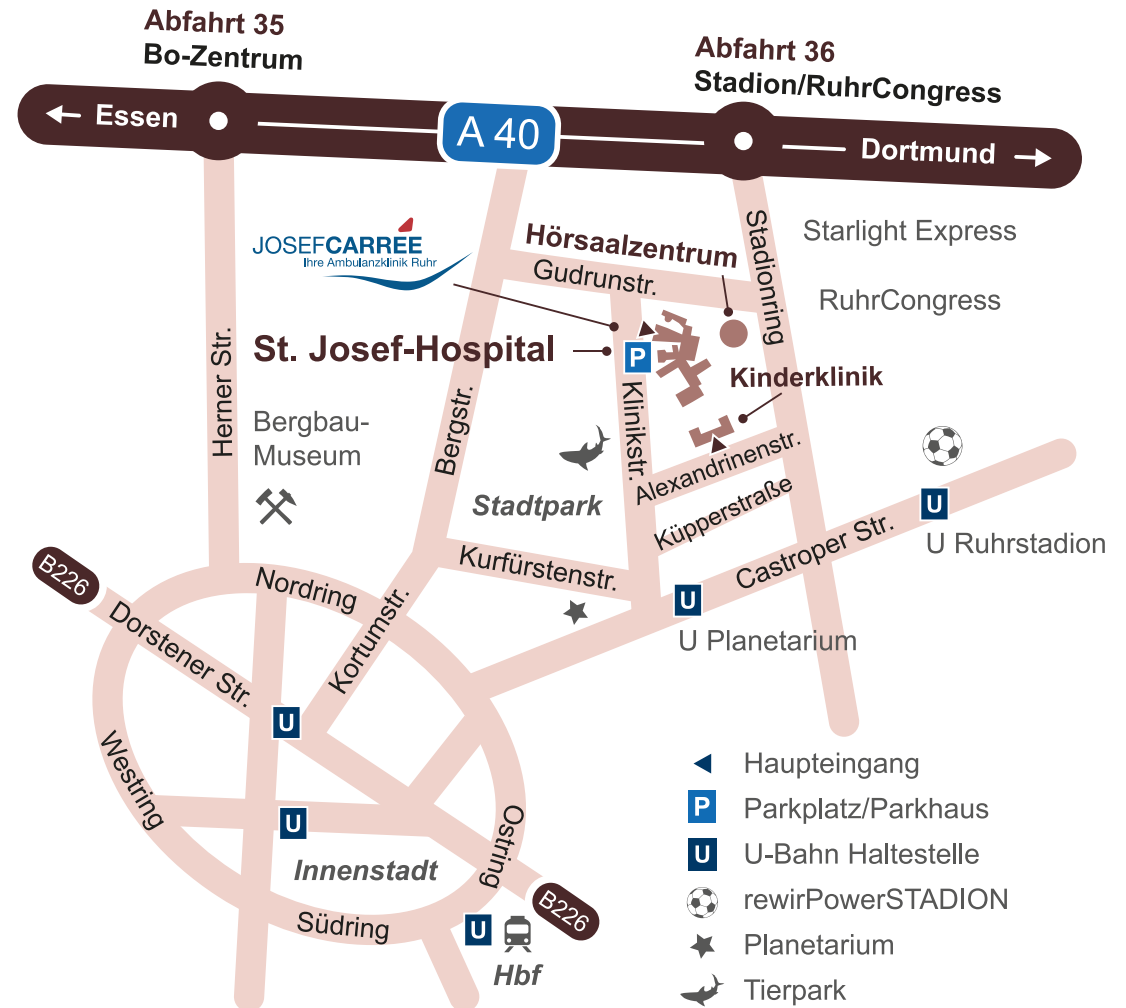 Abfahrt 35
Bo-Zentrum
Abfahrt 36
Stadion/RuhrCongress
Essen
A 40
Dortmund
JOSEFCARRÉE
Ihre Ambulanzklinik Ruhr
Hörsaalzentrum
Gudrunstr.
Stadionring
Starlight Express
RuhrCongress
St. Josef-Hospital
P
Kinderklinik
Herner Str.
Bergstr.
Klinikstr.
Bergbau-
Museum
Stadtpark
Alexandrinenstr.
Küpperstraße
Castroper Str.
U
U Ruhrstadion
Kurfürstenstr.
U
U Planetarium
B226
Nordring
Dorstener Str.
Kortumstr.
U
Westring
U
Innenstadt
Ostring
Südring
B226
U
Hbf
Haupteingang
P Parkplatz/Parkhaus
U U-Bahn Haltestelle
rewirPowerSTADION
Planetarium
Tierpark